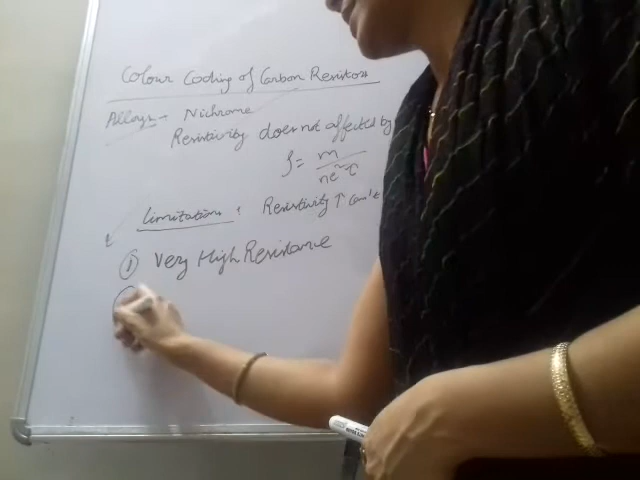 Colour Coding of Carbon Resistors
Alloys - Nichrome
Resistivity does not affected by
ρ = m / ne²τ
Limitation : Resistivity ↑ can't
① Very High Resistance